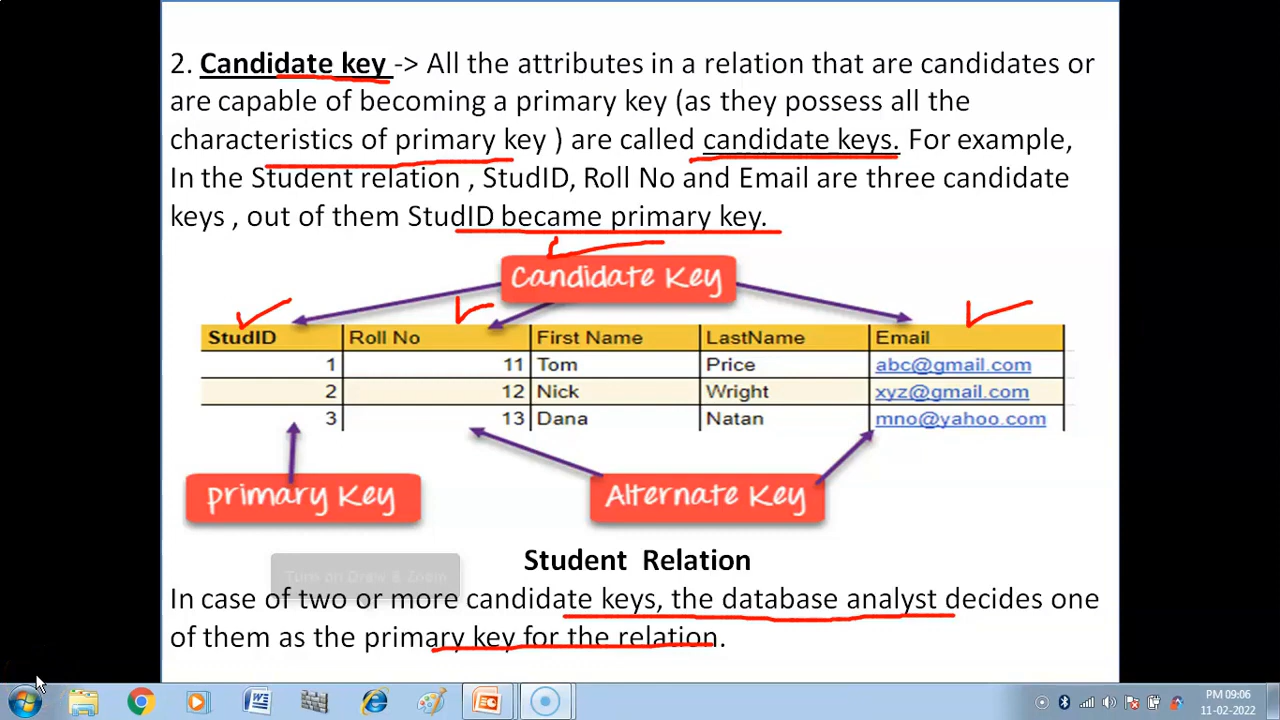 2. Candidate key -> All the attributes in a relation that are candidates or
are capable of becoming a primary key (as they possess all the
characteristics of primary key ) are called candidate keys. For example,
In the Student relation , StudID, Roll No and Email are three candidate
keys , out of them StudID became primary key.
Candidate Key
StudID Roll No First Name LastName Email
1 11 Tom Price abc@gmail.com
2 12 Nick Wright xyz@gmail.com
3 13 Dana Natan mno@yahoo.com
primary Key Alternate Key
Student Relation
Turn on Draw & Zoom
In case of two or more candidate keys, the database analyst decides one
of them as the primary key for the relation.
PM 09:06
11-02-2022